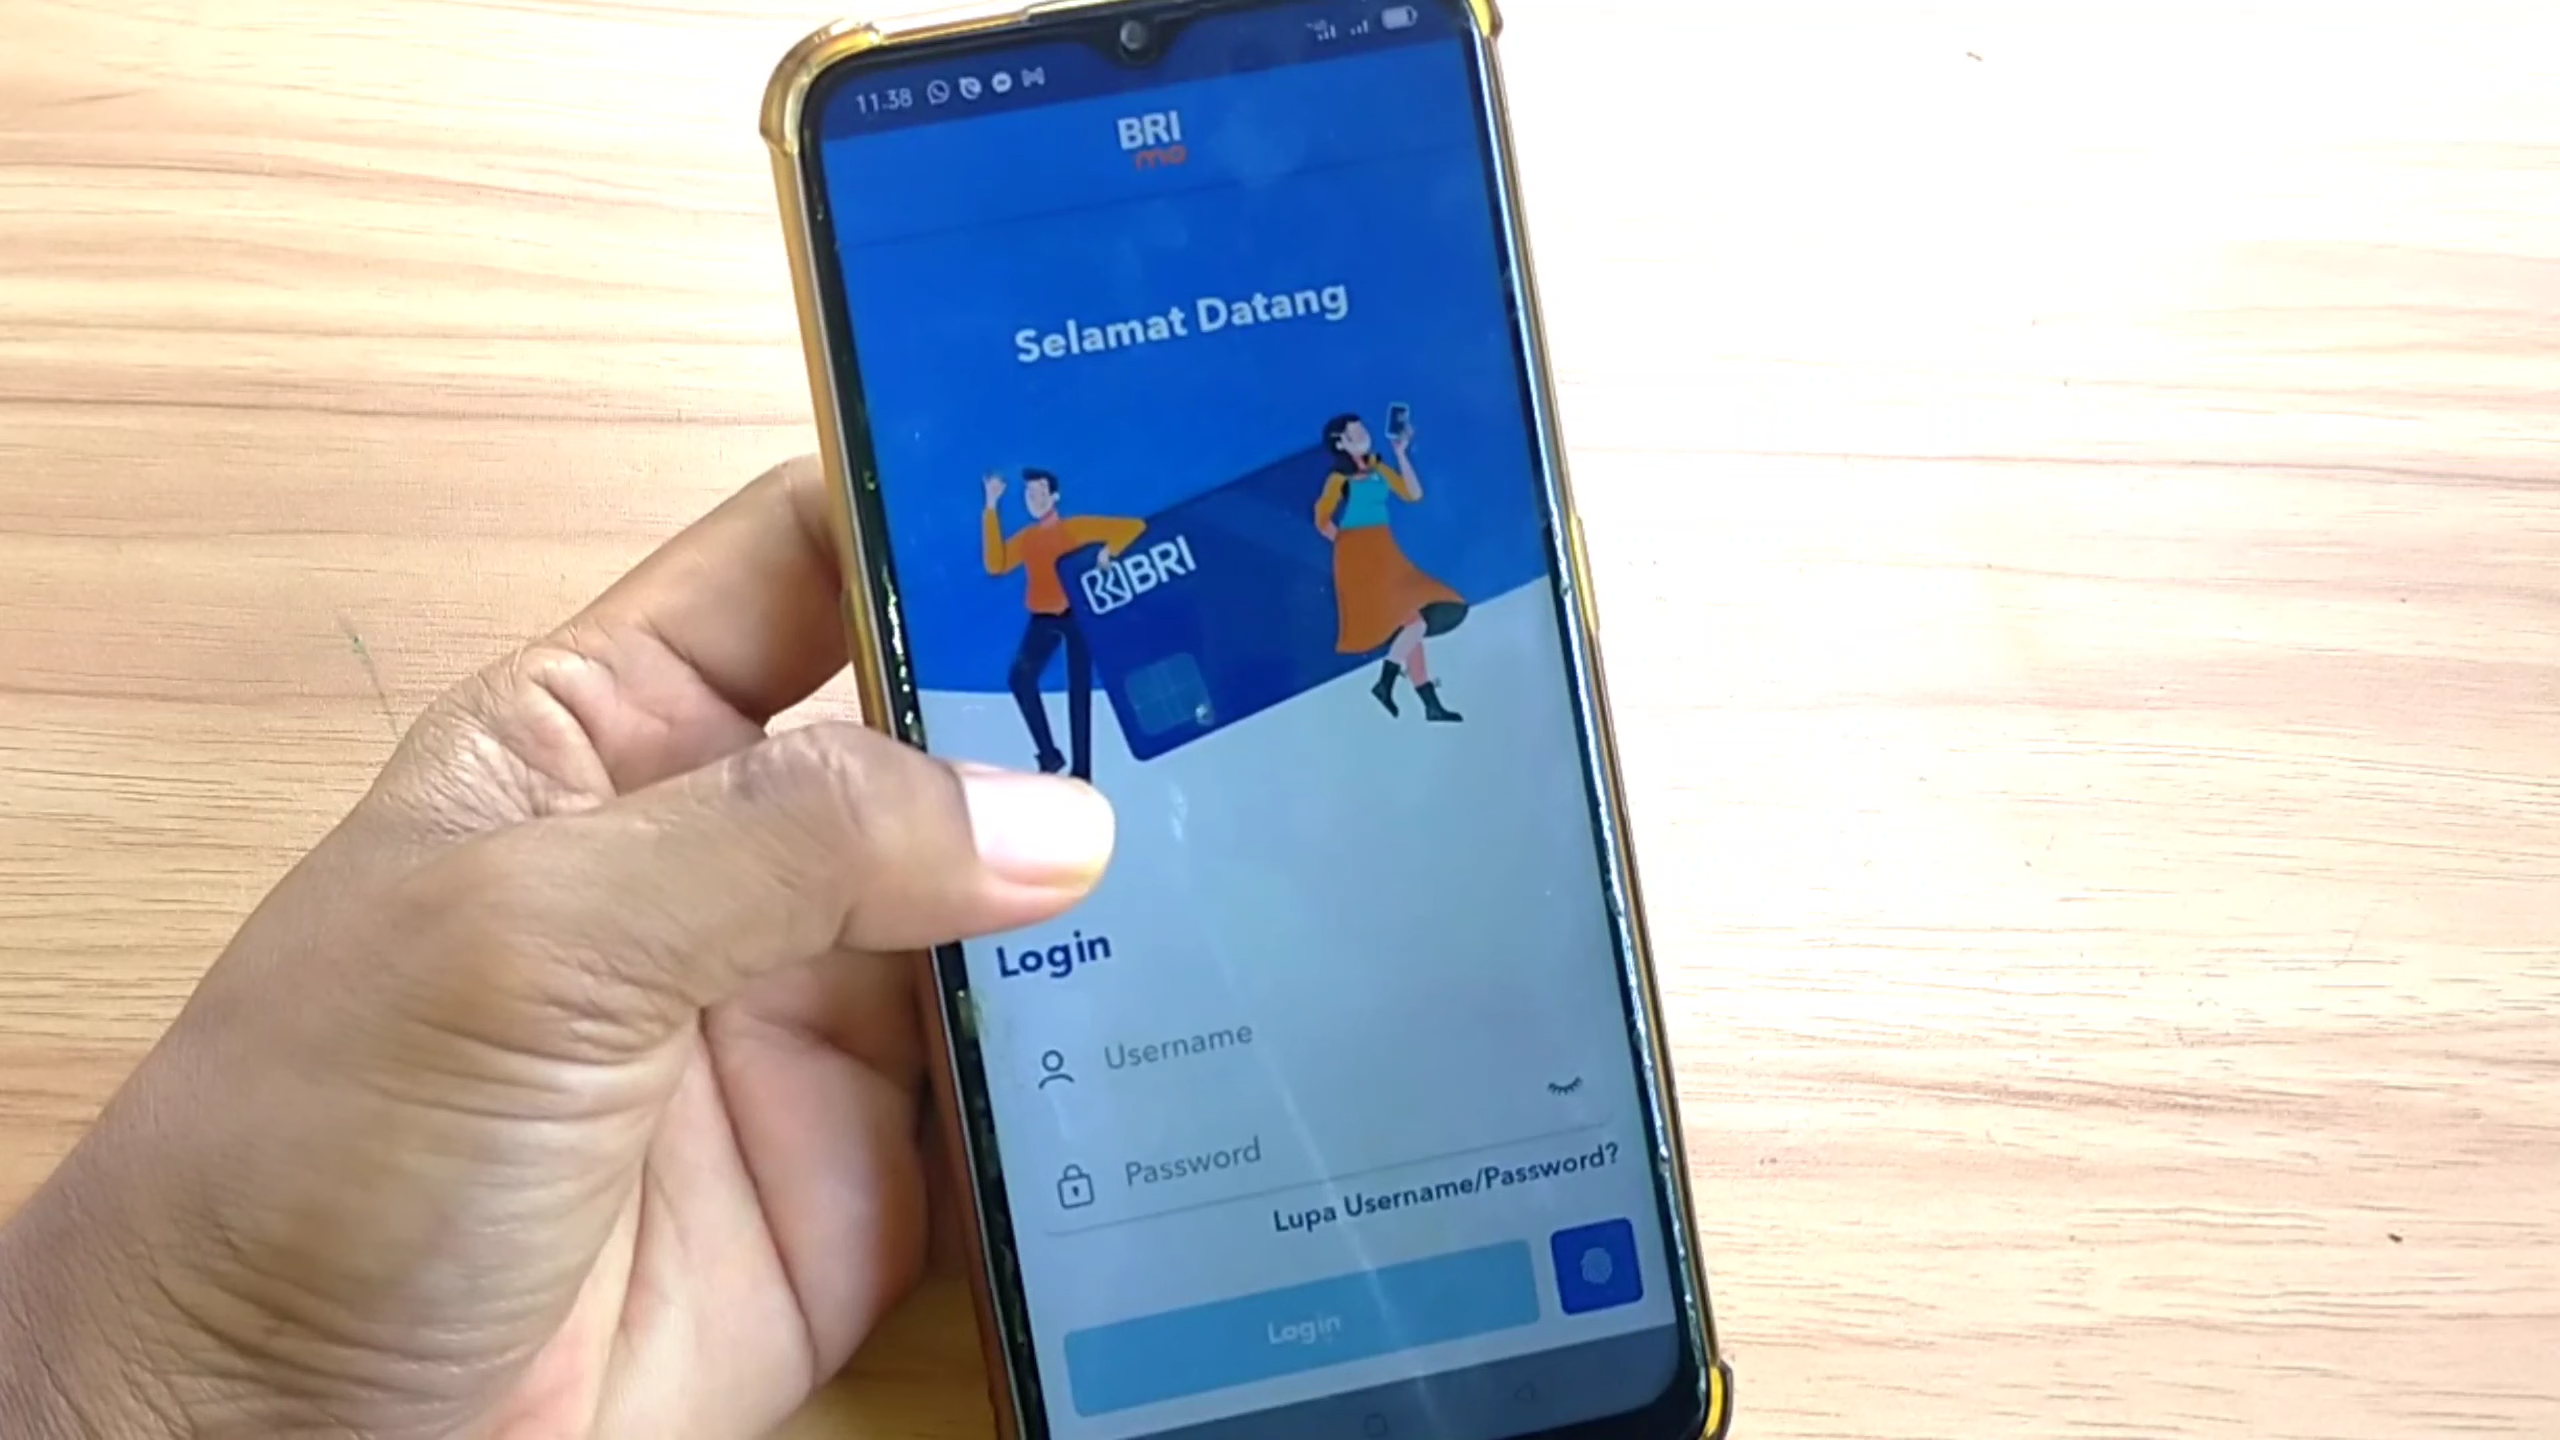 11.38
BRI
mo
Selamat Datang
BRI
Login
Username
Password
Lupa Username/Password?
Login